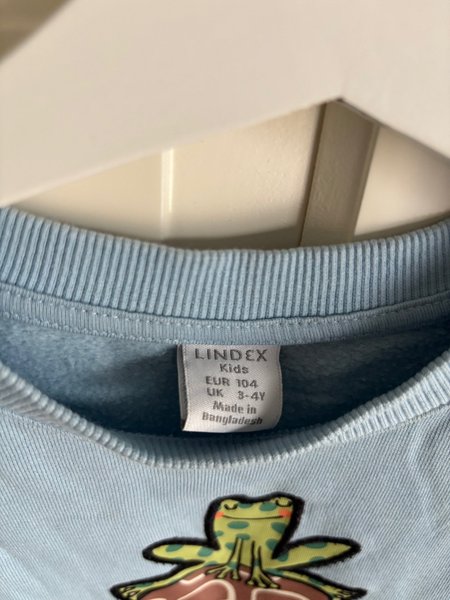 LINDEX
Kids
EUR 104
UK 3-4Y
Made in
Bangladesh